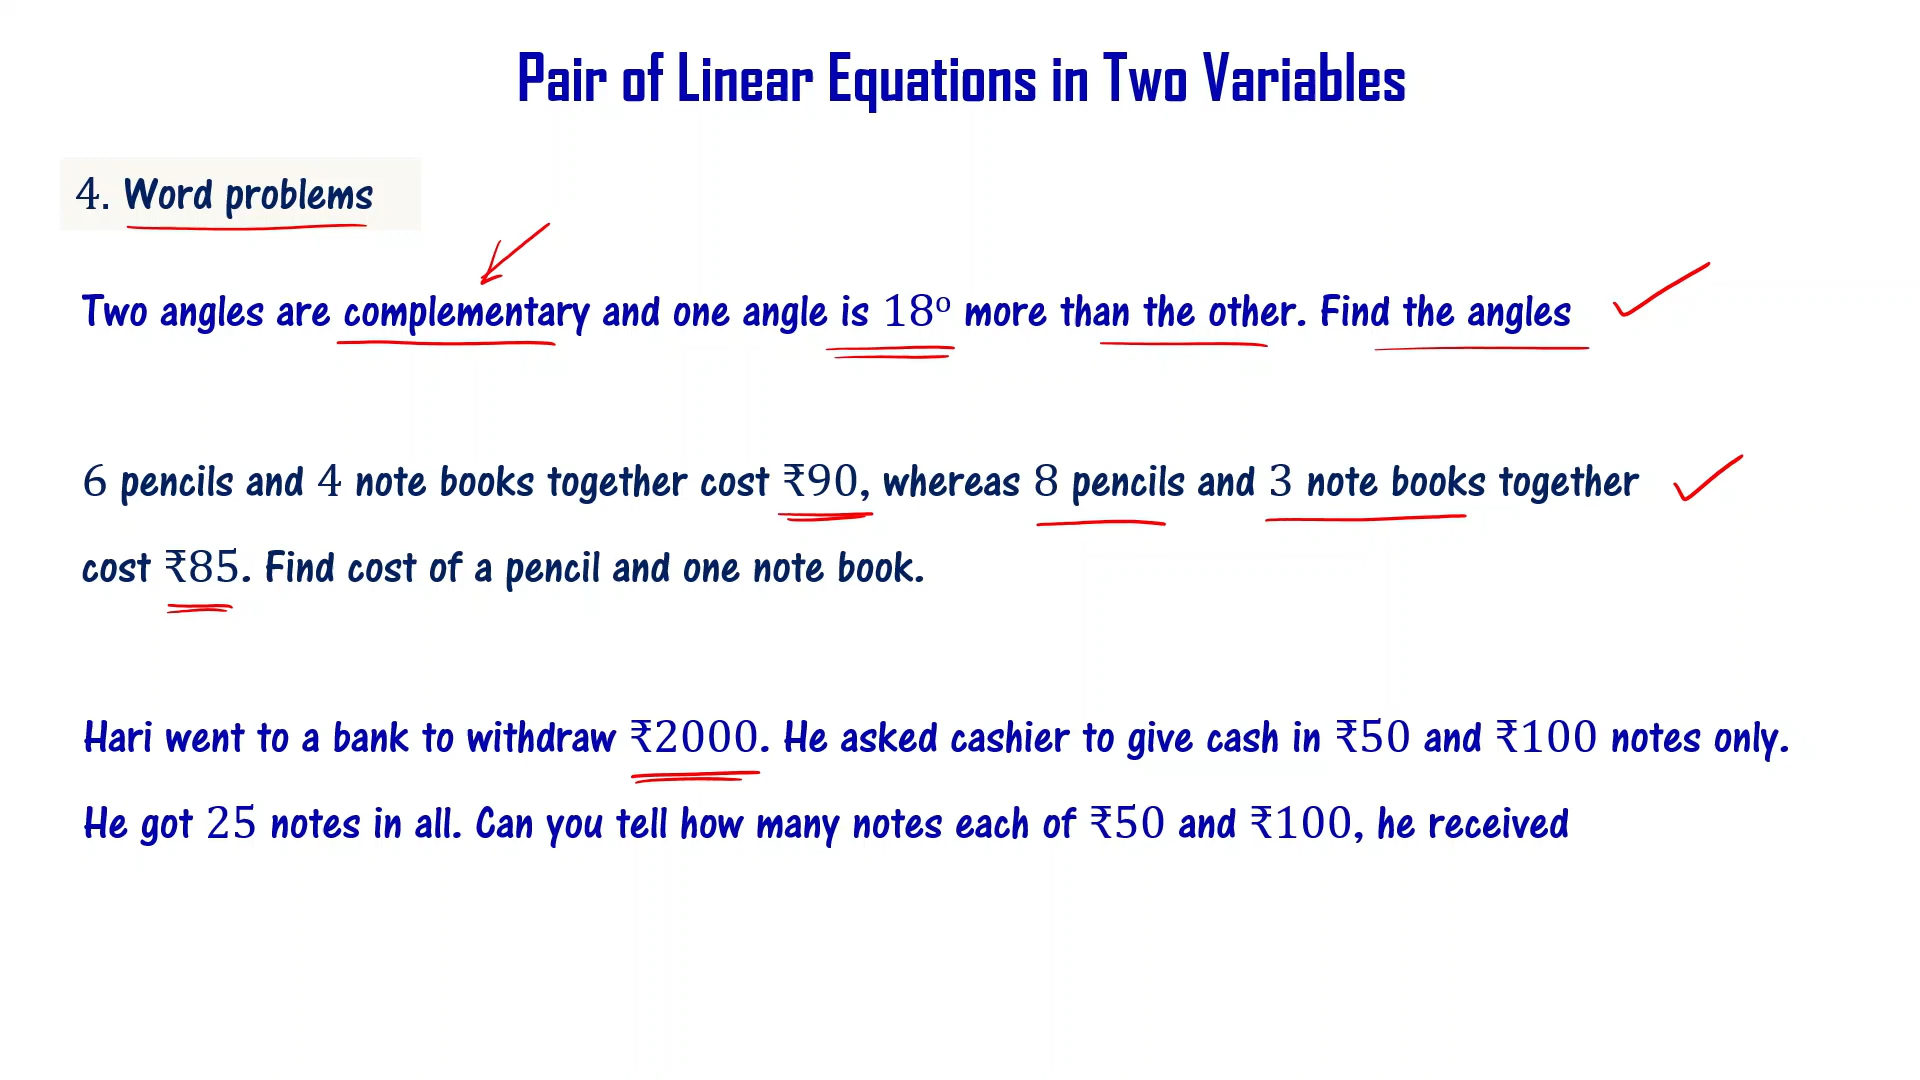 Pair of Linear Equations in Two Variables
4. Word problems
Two angles are complementary and one angle is 18° more than the other. Find the angles
6 pencils and 4 note books together cost ₹90, whereas 8 pencils and 3 note books together
cost ₹85. Find cost of a pencil and one note book.
Hari went to a bank to withdraw ₹2000. He asked cashier to give cash in ₹50 and ₹100 notes only.
He got 25 notes in all. Can you tell how many notes each of ₹50 and ₹100, he received